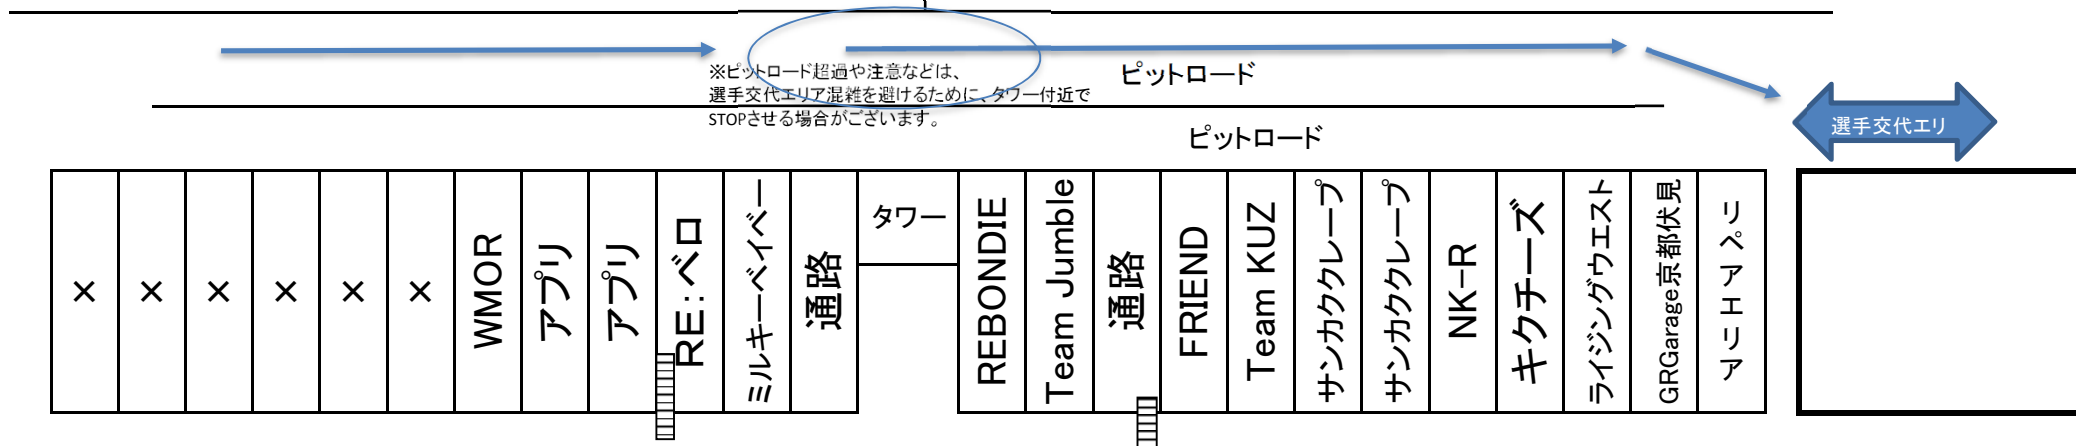 ※ピットロード超過や注意などは、
選手交代エリア混雑を避けるために、タワー付近で
STOPさせる場合がございます。
ピットロード
ピットロード
選手交代エリ
×
×
×
×
×
×
WMOR
アプリ
アプリ
RE:ベロ
ミルキーベイベー
通路
タワー
REBONDIE
Team Jumble
通路
FRIEND
Team KUZ
サンカククレープ
サンカククレープ
NK-R
キクチーズ
ライジングウエスト
GRGarage京都伏見
リペアエリア